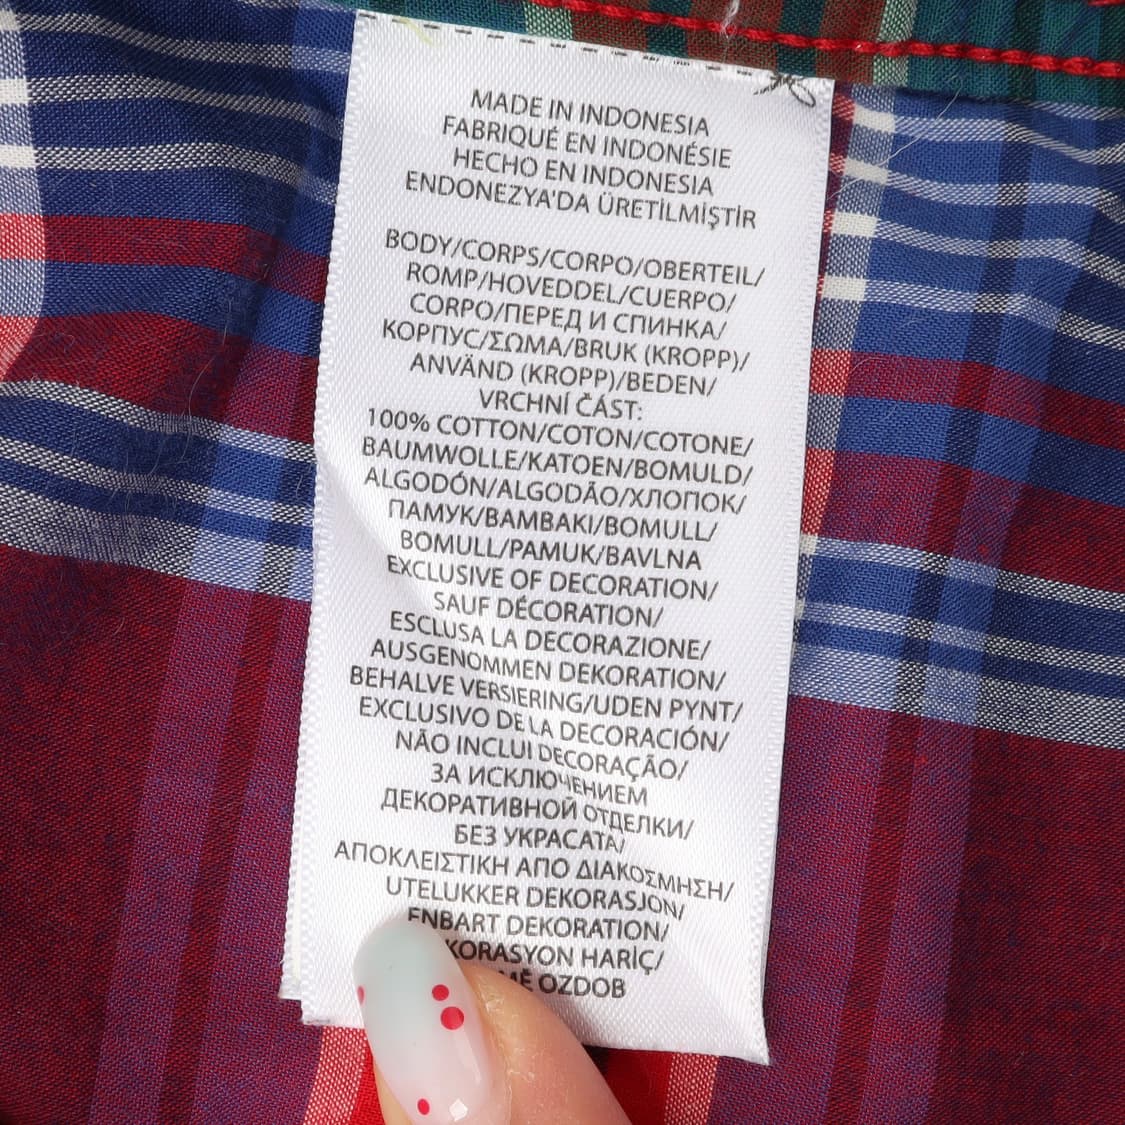 MADE IN INDONESIA
FABRIQUÉ EN INDONÉSIE
HECHO EN INDONESIA
ENDONEZYA'DA ÜRETİLMİŞTİR
BODY/CORPS/CORPO/OBERTEIL/
ROMP/HOVEDDEL/CUERPO/
CORPO/ПЕРЕД И СПИНКА/
КОРПУС/ΣΩΜΑ/BRUK (KROPP)/
ANVÄND (KROPP)/BEDEN/
VRCHNÍ ČÁST:
100% COTTON/COTON/COTONE/
BAUMWOLLE/KATOEN/BOMULD/
ALGODÓN/ALGODÃO/ХЛОПОК/
ПАМУК/ΒΑΜΒΑΚΙ/BOMULL/
BOMULL/PAMUK/BAVLNA
EXCLUSIVE OF DECORATION/
SAUF DÉCORATION/
ESCLUSA LA DECORAZIONE/
AUSGENOMMEN DEKORATION/
BEHALVE VERSIERING/UDEN PYNT/
EXCLUSIVO DE LA DECORACIÓN/
NÃO INCLUI DECORAÇÃO/
ЗА ИСКЛЮЧЕНИЕМ
ДЕКОРАТИВНОЙ ОТДЕЛКИ/
БЕЗ УКРАСАТА/
ΑΠΟΚΛΕΙΣΤΙΚΗ ΑΠΟ ΔΙΑΚΟΣΜΗΣΗ/
UTELUKKER DEKORASJON/
ENBART DEKORATION/
KORASYON HARİÇ/
MĚ OZDOB